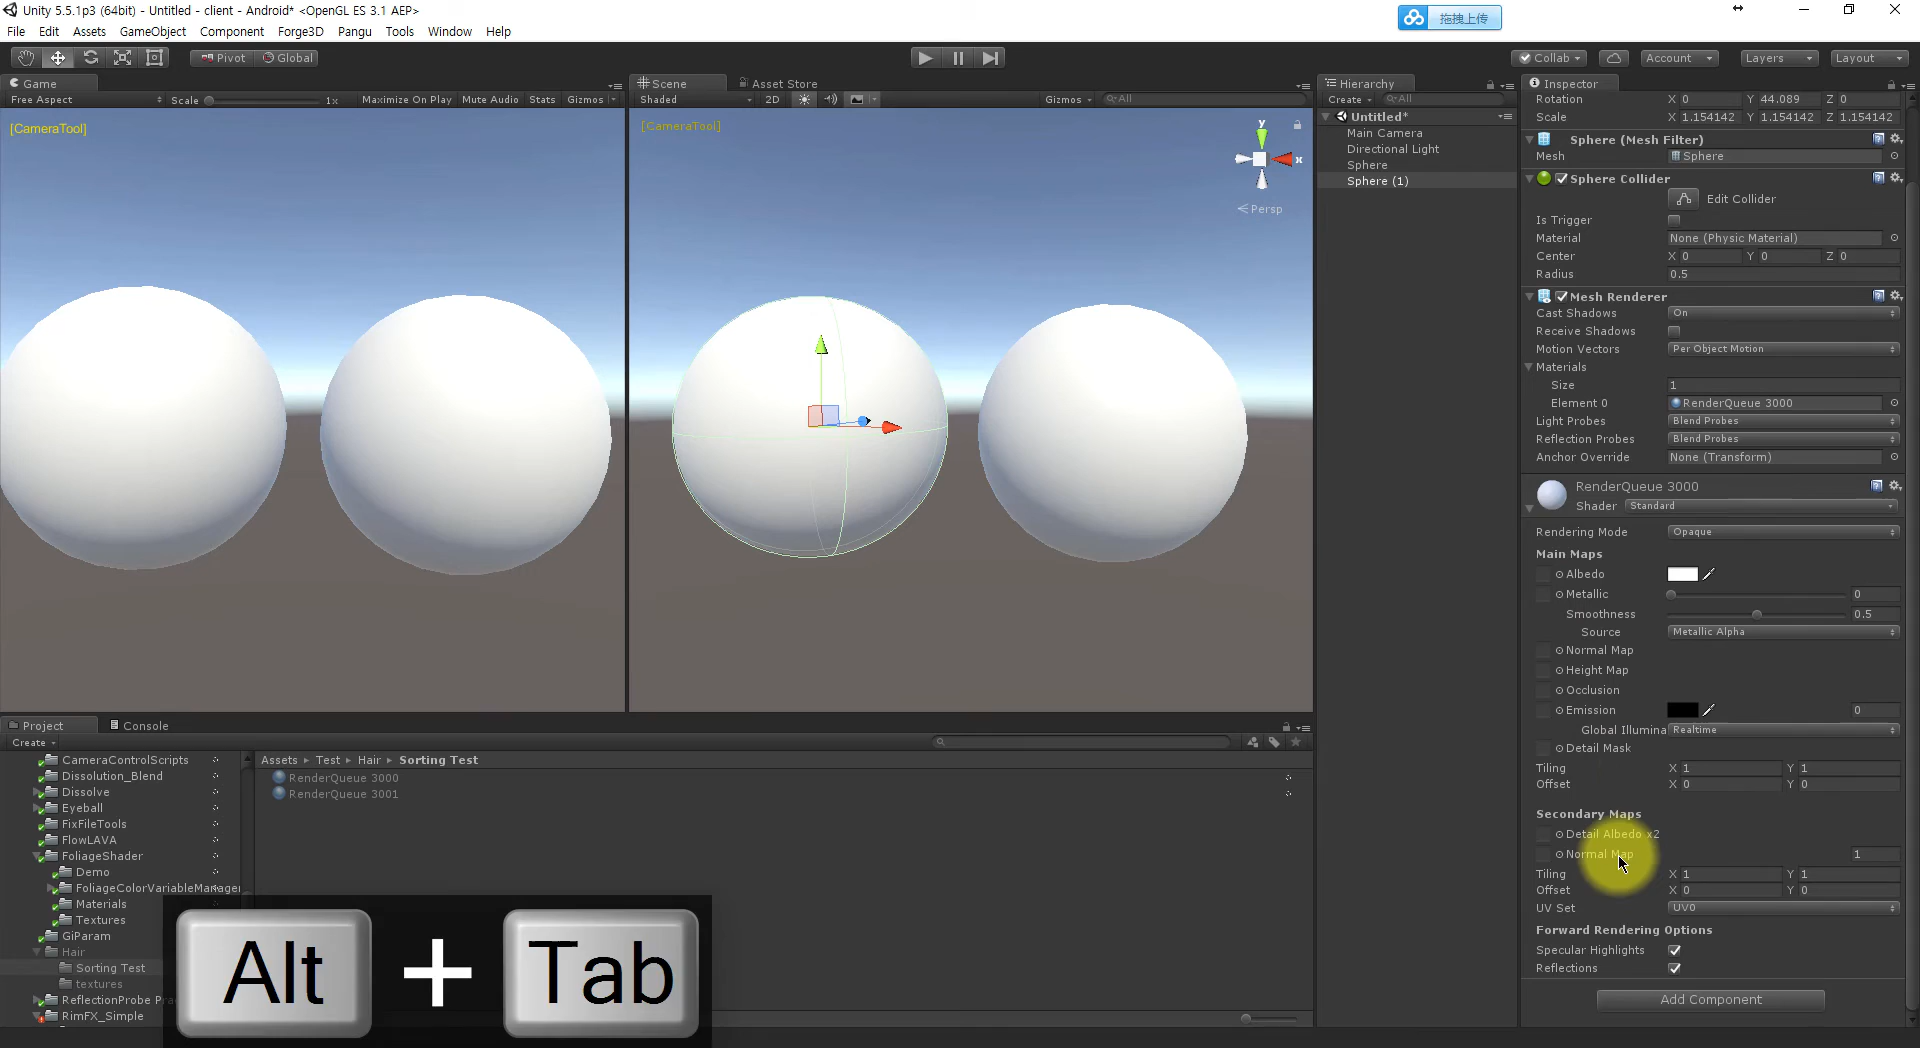 Unity 5.5.1p3 (64bit) - Untitled - client - Android* <OpenGL ES 3.1 AEP>
拖拽上传
File Edit Assets GameObject Component Forge3D Pangu Tools Window Help
Pivot Global
Collab Account Layers Layout
Game
Free Aspect Scale 1x Maximize On Play Mute Audio Stats Gizmos
[CameraTool]
Scene Asset Store
Shaded 2D Gizmos All
[CameraTool]
y
x
Persp
Hierarchy
Create All
Untitled*
Main Camera
Directional Light
Sphere
Sphere (1)
Inspector
Rotation X 0 Y 44.089 Z 0
Scale X 1.154142 Y 1.154142 Z 1.154142
Sphere (Mesh Filter)
Mesh Sphere
Sphere Collider
Edit Collider
Is Trigger
Material None (Physic Material)
Center X 0 Y 0 Z 0
Radius 0.5
Mesh Renderer
Cast Shadows On
Receive Shadows
Motion Vectors Per Object Motion
Materials
Size 1
Element 0 RenderQueue 3000
Light Probes Blend Probes
Reflection Probes Blend Probes
Anchor Override None (Transform)
RenderQueue 3000
Shader Standard
Rendering Mode Opaque
Main Maps
Albedo
Metallic 0
Smoothness 0.5
Source Metallic Alpha
Normal Map
Height Map
Occlusion
Emission 0
Global Illumina Realtime
Detail Mask
Tiling X 1 Y 1
Offset X 0 Y 0
Secondary Maps
Detail Albedo x2
Normal Map 1
Tiling X 1 Y 1
Offset X 0 Y 0
UV Set UV0
Forward Rendering Options
Specular Highlights
Reflections
Add Component
Project Console
Create
CameraControlScripts
Dissolution_Blend
Dissolve
Eyeball
FixFileTools
FlowLAVA
FoliageShader
Demo
FoliageColorVariableManager
Materials
Textures
GiParam
Hair
Sorting Test
textures
ReflectionProbe Pra
RimFX_Simple
Assets Test Hair Sorting Test
RenderQueue 3000
RenderQueue 3001
Alt + Tab